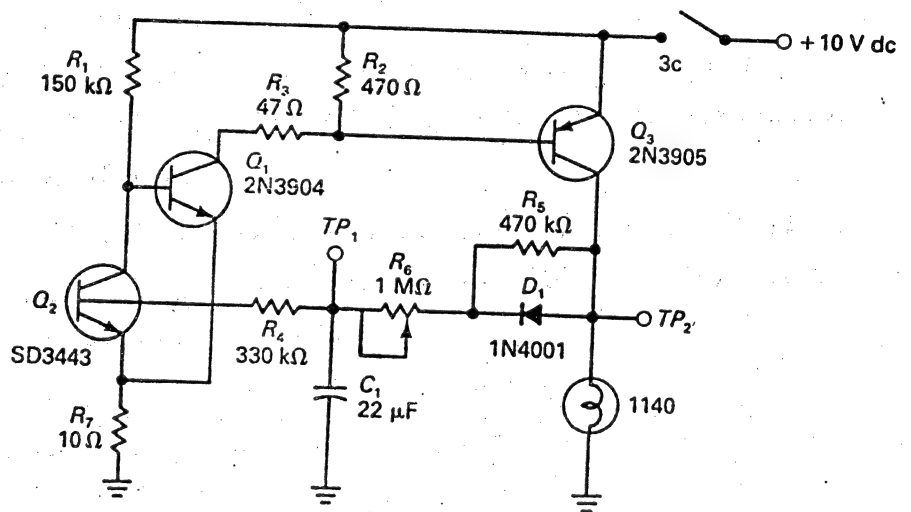 R1
150 kΩ
R2
470 Ω
R3
47 Ω
3c
+ 10 V dc
Q1
2N3904
Q3
2N3905
TP1
R5
470 kΩ
R6
1 MΩ
D1
1N4001
TP2
Q2
SD3443
R4
330 kΩ
C1
22 μF
1140
R7
10 Ω